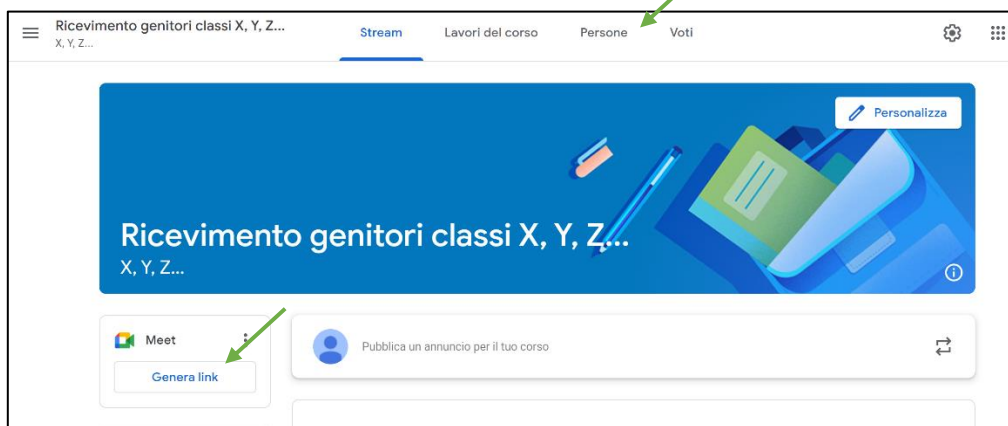 Ricevimento genitori classi X, Y, Z...
X, Y, Z...
Stream Lavori del corso Persone Voti
Personalizza
Ricevimento genitori classi X, Y, Z...
X, Y, Z...
Meet
Pubblica un annuncio per il tuo corso
Genera link